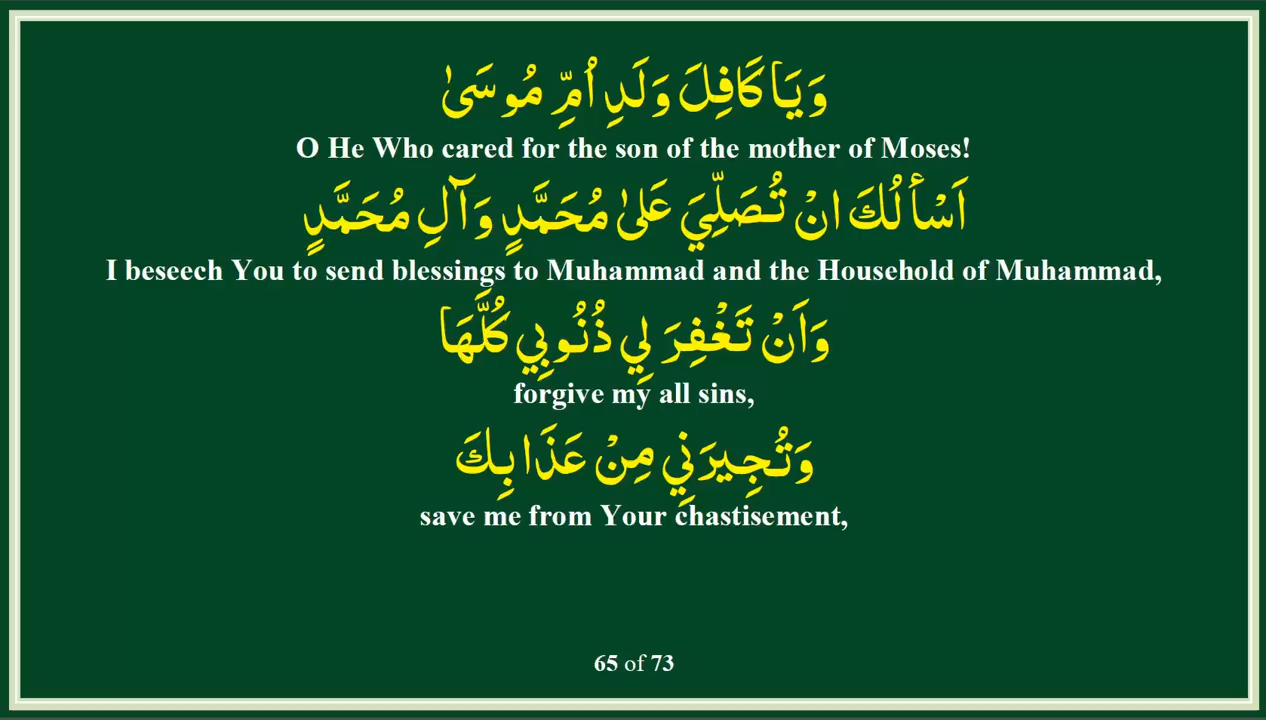 وَيَا كَافِلَ وَلَدِ اُمِّ مُوسَىٰ
O He Who cared for the son of the mother of Moses!
اَسْأَلُكَ انْ تُصَلِّيَ عَلىٰ مُحَمَّدٍ وَآلِ مُحَمَّدٍ
I beseech You to send blessings to Muhammad and the Household of Muhammad,
وَاَنْ تَغْفِرَ لِي ذُنُوبِي كُلَّهَا
forgive my all sins,
وَتُجِيرَنِي مِنْ عَذَابِكَ
save me from Your chastisement,
65 of 73